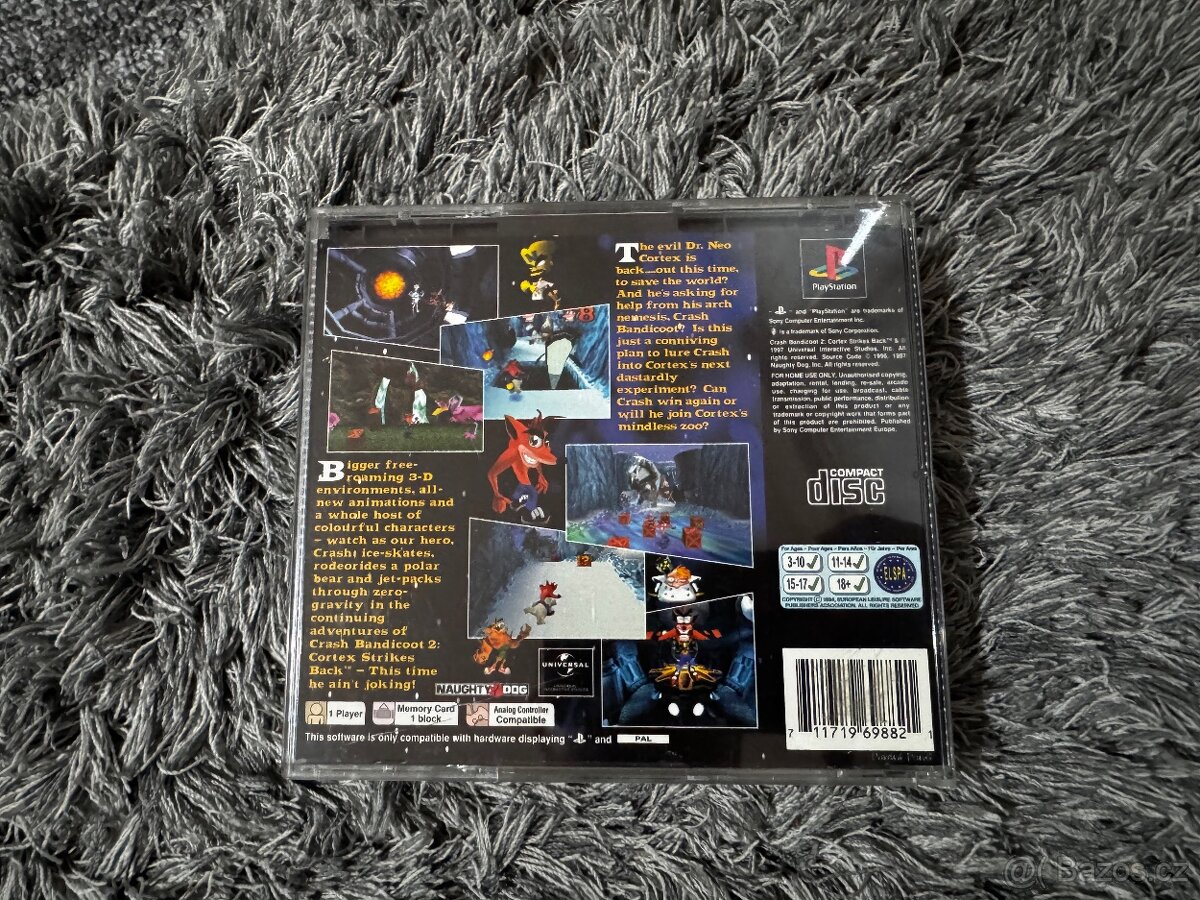 The evil Dr. Neo
Cortex is
back....out this time,
to save the world?
And he's asking for
help from his arch
nemesis, Crash
Bandicoot? Is this
just a conniving
plan to lure Crash
into Cortex's next
dastardly
experiment? Can
Crash win again or
will he join Cortex's
mindless zoo?
Bigger free-
roaming 3-D
environments, all-
new animations and
a whole host of
colourful characters
– watch as our hero,
Crash, ice-skates,
rodeorides a polar
bear and jet-packs
through zero-
gravity in the
continuing
adventures of
Crash Bandicoot 2:
Cortex Strikes
Back™ – This time
he ain't joking!
NAUGHTY DOG
UNIVERSAL
1 Player
Memory Card
1 block
Analog Controller
Compatible
This software is only compatible with hardware displaying " " and
PAL
PlayStation
" " and "PlayStation" are trademarks of
Sony Computer Entertainment Inc.
is a trademark of Sony Corporation.
Crash Bandicoot 2: Cortex Strikes Back™ & ©
1997 Universal Interactive Studios, Inc. All
rights reserved. Source Code © 1996, 1997
Naughty Dog, Inc. All rights reserved.
FOR HOME USE ONLY. Unauthorised copying,
adaptation, rental, lending, re-sale, arcade
use, charging for use, broadcast, cable
transmission, public performance, distribution
or extraction of this product or any
trademark or copyright work that forms part
of this product are prohibited. Published
by Sony Computer Entertainment Europe.
COMPACT
disc
For Ages - Pour Ages - Para Años - für Jahre - Per Anni
3-10
11-14
15-17
18+
ELSPA
COPYRIGHT © 1994, EUROPEAN LEISURE SOFTWARE
PUBLISHERS ASSOCIATION, ALL RIGHTS RESERVED
7 11719 69882 1
Bazos.cz